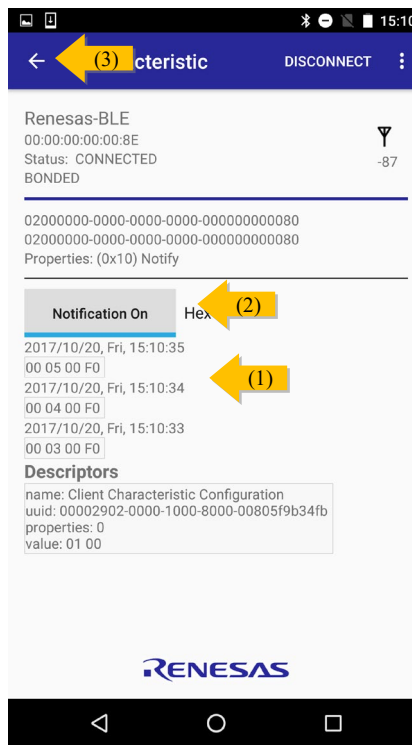 15:10
(3) cteristic DISCONNECT
Renesas-BLE
00:00:00:00:00:8E
Status: CONNECTED
-87
BONDED
02000000-0000-0000-0000-000000000080
02000000-0000-0000-0000-000000000080
Properties: (0x10) Notify
Notification On Hex (2)
2017/10/20, Fri, 15:10:35
00 05 00 F0
(1)
2017/10/20, Fri, 15:10:34
00 04 00 F0
2017/10/20, Fri, 15:10:33
00 03 00 F0
Descriptors
name: Client Characteristic Configuration
uuid: 00002902-0000-1000-8000-00805f9b34fb
properties: 0
value: 01 00
RENESAS